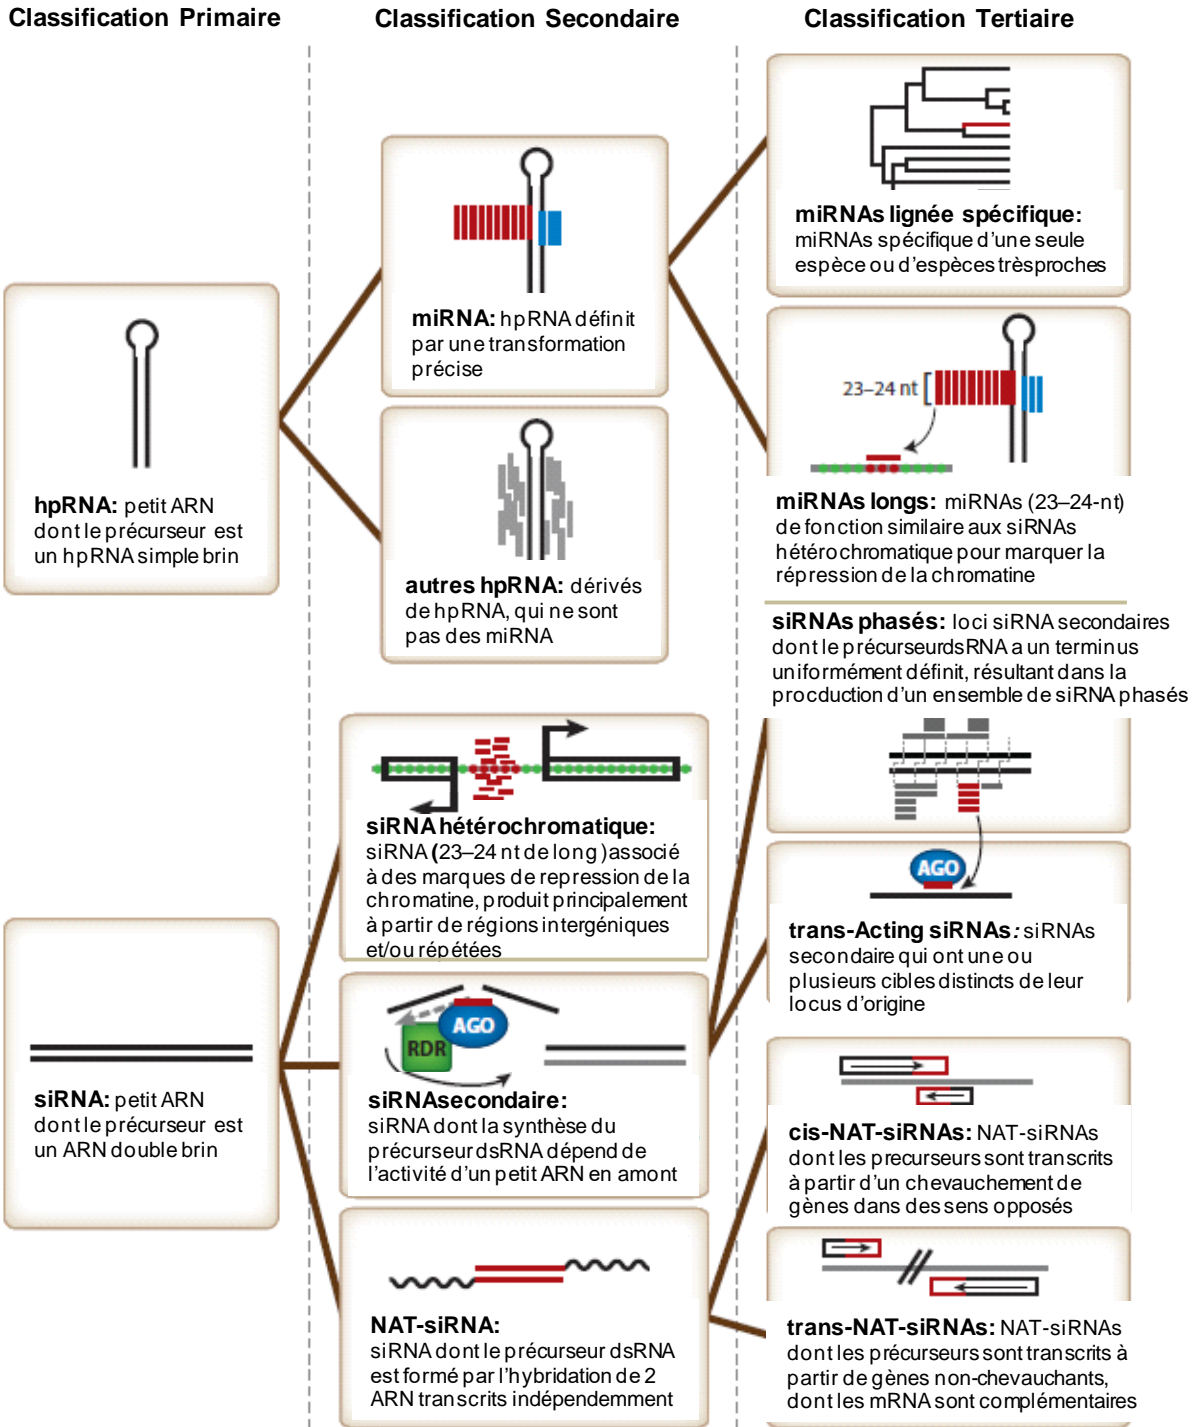 Classification Primaire
Classification Secondaire
Classification Tertiaire
hpRNA: petit ARN
dont le précurseur est
un hpRNA simple brin
miRNA: hpRNA définit
par une transformation
précise
autres hpRNA: dérivés
de hpRNA, qui ne sont
pas des miRNA
miRNAs lignée spécifique:
miRNAs spécifique d'une seule
espèce ou d'espèces trèsproches
23–24 nt
miRNAs longs: miRNAs (23–24-nt)
de fonction similaire aux siRNAs
hétérochromatique pour marquer la
répression de la chromatine
siRNA: petit ARN
dont le précurseur est
un ARN double brin
siRNA hétérochromatique:
siRNA (23–24 nt de long )associé
à des marques de repression de la
chromatine, produit principalement
à partir de régions intergéniques
et/ou répétées
AGO
RDR
siRNAsecondaire:
siRNA dont la synthèse du
précurseur dsRNA dépend de
l'activité d'un petit ARN en amont
NAT-siRNA:
siRNA dont le précurseur dsRNA
est formé par l'hybridation de 2
ARN transcrits indépendemment
siRNAs phasés: loci siRNA secondaires
dont le précurseurdsRNA a un terminus
uniformément définit, résultant dans la
procduction d'un ensemble de siRNA phasés
AGO
trans-Acting siRNAs: siRNAs
secondaire qui ont une ou
plusieurs cibles distincts de leur
locus d'origine
cis-NAT-siRNAs: NAT-siRNAs
dont les precurseurs sont transcrits
à partir d'un chevauchement de
gènes dans des sens opposés
trans-NAT-siRNAs: NAT-siRNAs
dont les précurseurs sont transcrits à
partir de gènes non-chevauchants,
dont les mRNA sont complémentaires